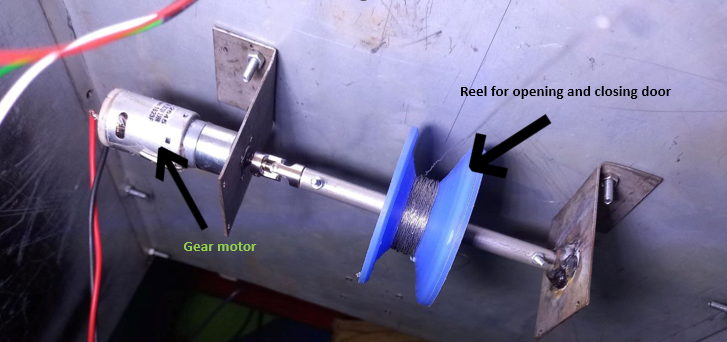 Reel for opening and closing door
Gear motor